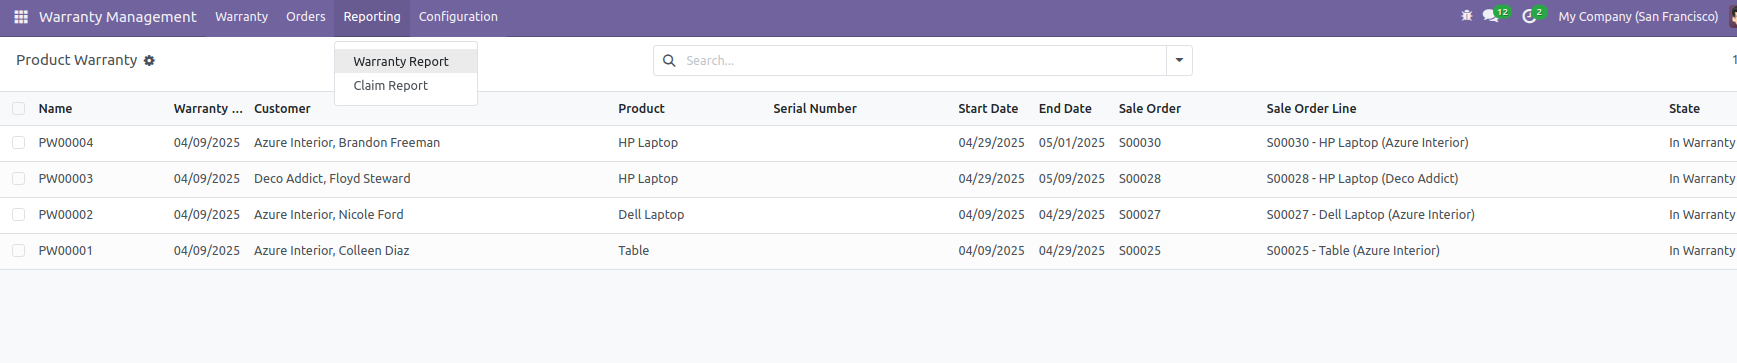 Warranty Management Warranty Orders Reporting Configuration 12 2 My Company (San Francisco)
Product Warranty Search... 1
Warranty Report
Claim Report
Name Warranty ... Customer Product Serial Number Start Date End Date Sale Order Sale Order Line State
PW00004 04/09/2025 Azure Interior, Brandon Freeman HP Laptop 04/29/2025 05/01/2025 S00030 S00030 - HP Laptop (Azure Interior) In Warranty
PW00003 04/09/2025 Deco Addict, Floyd Steward HP Laptop 04/29/2025 05/09/2025 S00028 S00028 - HP Laptop (Deco Addict) In Warranty
PW00002 04/09/2025 Azure Interior, Nicole Ford Dell Laptop 04/09/2025 04/29/2025 S00027 S00027 - Dell Laptop (Azure Interior) In Warranty
PW00001 04/09/2025 Azure Interior, Colleen Diaz Table 04/09/2025 04/29/2025 S00025 S00025 - Table (Azure Interior) In Warranty